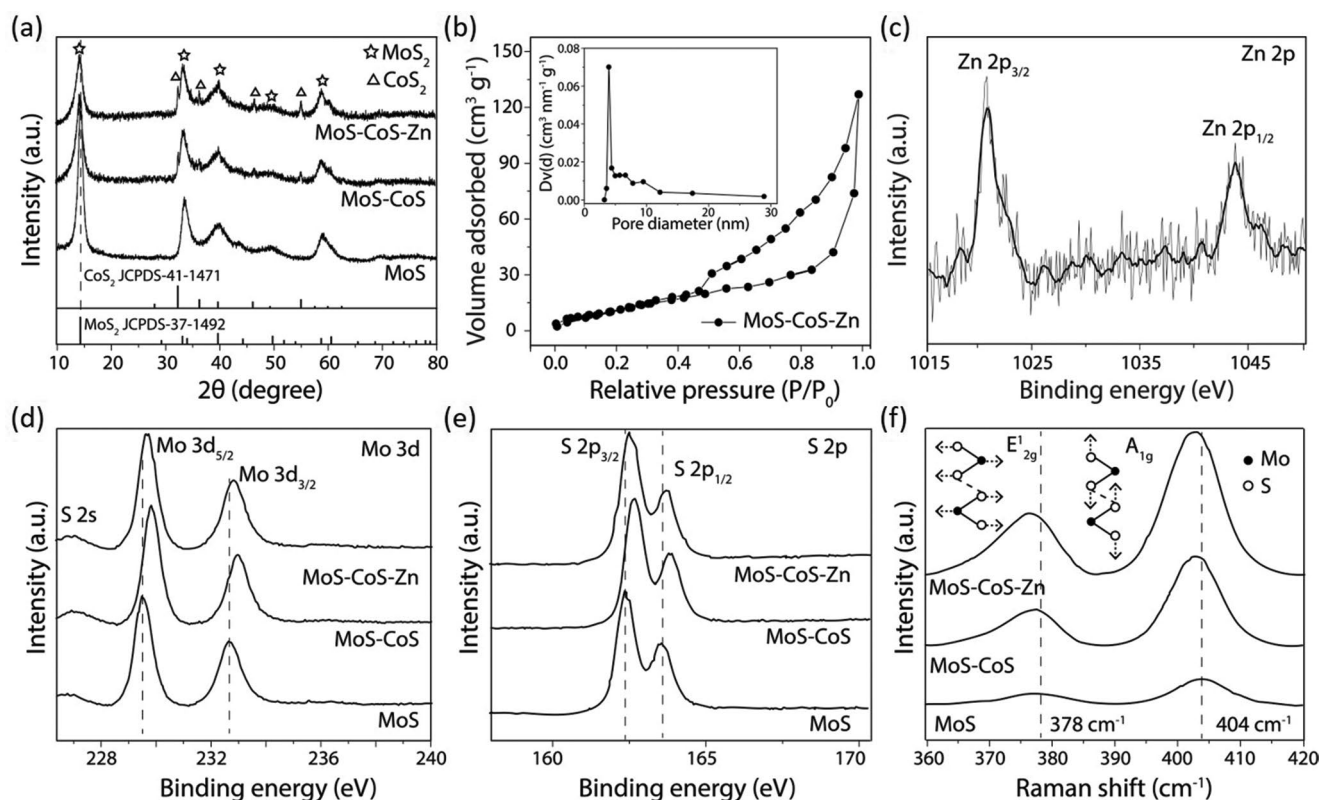 (a)
☆ MoS2
△ CoS2
MoS-CoS-Zn
MoS-CoS
MoS
CoS2 JCPDS-41-1471
MoS2 JCPDS-37-1492
10 20 30 40 50 60 70 80
2θ (degree)
Intensity (a.u.)
(b)
150
120
90
60
30
0
Volume adsorbed (cm³ g⁻¹)
0.08
0.06
0.04
0.02
0.00
Dv(d) (cm³ nm⁻¹ g⁻¹)
0 6 12 18 24 30
Pore diameter (nm)
MoS-CoS-Zn
0.0 0.2 0.4 0.6 0.8 1.0
Relative pressure (P/P0)
(c)
Zn 2p
Zn 2p3/2
Zn 2p1/2
Intensity (a.u.)
1015 1025 1035 1045
Binding energy (eV)
(d)
Mo 3d
Mo 3d5/2
Mo 3d3/2
S 2s
MoS-CoS-Zn
MoS-CoS
MoS
Intensity (a.u.)
228 231 234 237 240
Binding energy (eV)
(e)
S 2p
S 2p3/2
S 2p1/2
MoS-CoS-Zn
MoS-CoS
MoS
Intensity (a.u.)
160 165 170
Binding energy (eV)
(f)
E¹2g
A1g
Mo
S
MoS-CoS-Zn
MoS-CoS
MoS
378 cm⁻¹
404 cm⁻¹
Intensity (a.u.)
360 370 380 390 400 410 420
Raman shift (cm⁻¹)